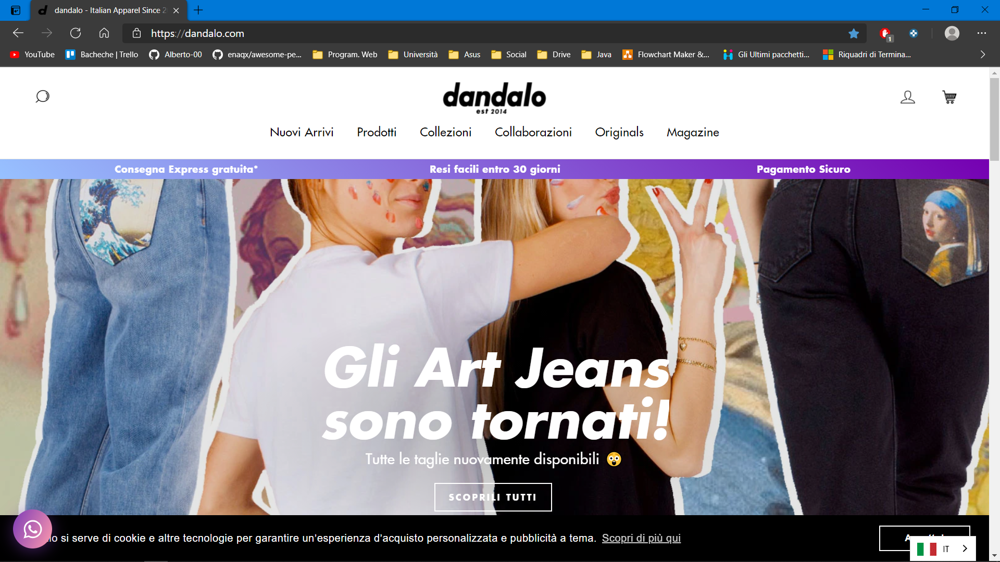 dandalo - Italian Apparel Since 2
https://dandalo.com
1
YouTube
Bacheche | Trello
Alberto-00
enaqx/awesome-pe...
Program. Web
Università
Asus
Social
Drive
Java
Flowchart Maker &...
Gli Ultimi pacchetti...
Riquadri di Termina...
dandalo
est 2014
Nuovi Arrivi
Prodotti
Collezioni
Collaborazioni
Originals
Magazine
Consegna Express gratuita*
Resi facili entro 30 giorni
Pagamento Sicuro
Gli Art Jeans
sono tornati!
Tutte le taglie nuovamente disponibili
SCOPRILI TUTTI
si serve di cookie e altre tecnologie per garantire un'esperienza d'acquisto personalizzata e pubblicità a tema. Scopri di più qui
IT